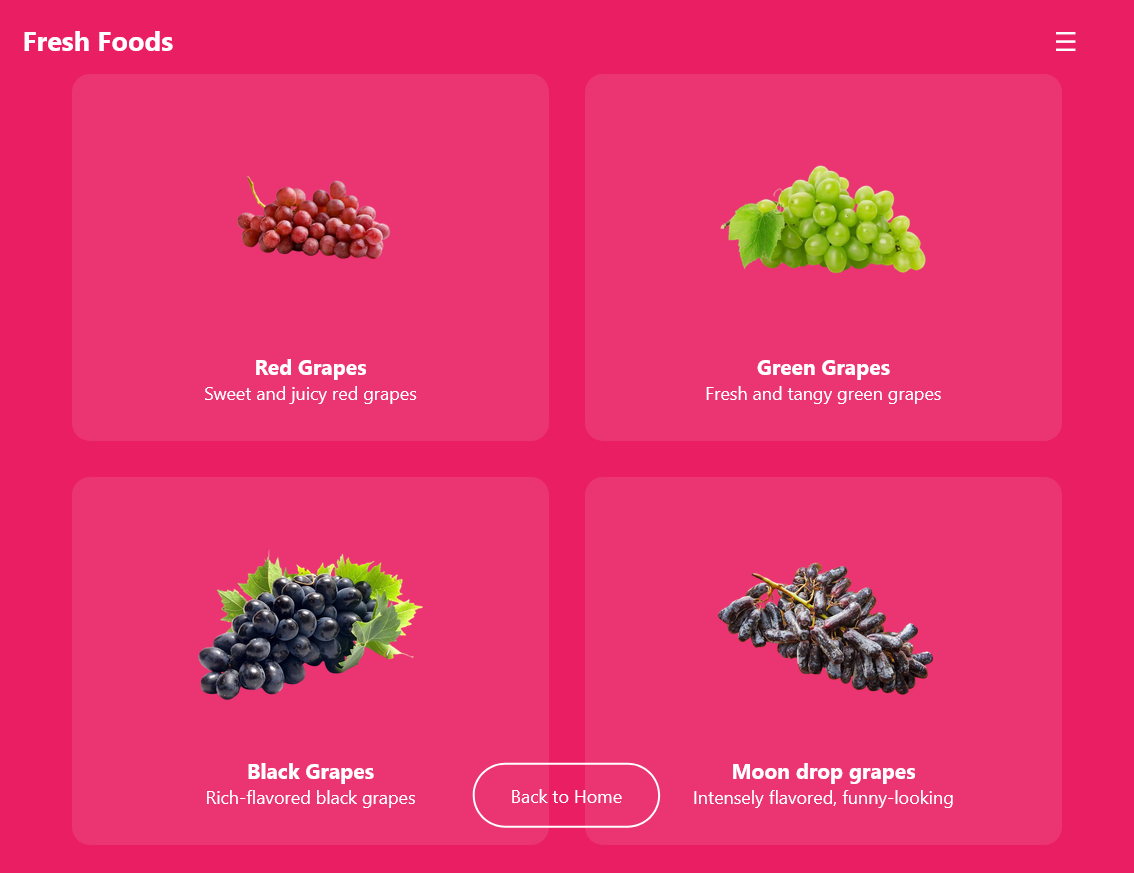 Fresh Foods
☰
Red Grapes
Sweet and juicy red grapes
Green Grapes
Fresh and tangy green grapes
Black Grapes
Rich-flavored black grapes
Moon drop grapes
Intensely flavored, funny-looking
Back to Home